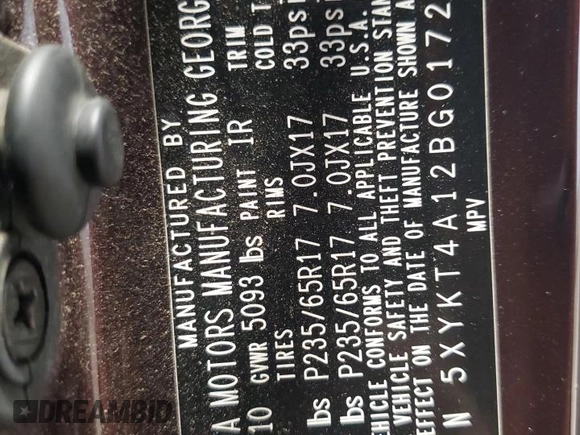 MANUFACTURED BY
A MOTORS MANUFACTURING GEORG
10 GVWR 5093 lbs PAINT IR TRIM
TIRES RIMS COLD T
lbs P235/65R17 7.0JX17 33psi
lbs P235/65R17 7.0JX17 33psi
EHICLE CONFORMS TO ALL APPLICABLE U.S.A.
VEHICLE SAFETY AND THEFT PREVENTION STAN
EFFECT ON THE DATE OF MANUFACTURE SHOWN A
N 5XYKT4A12BG0172
MPV
DREAMBID